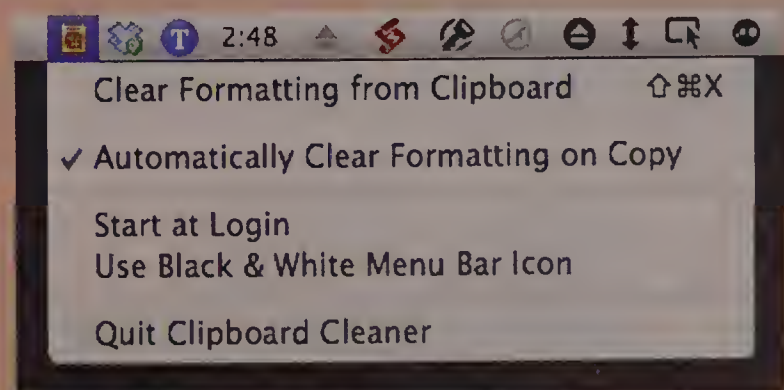 T 2:48
Clear Formatting from Clipboard ⇧⌘X
✓ Automatically Clear Formatting on Copy
Start at Login
Use Black & White Menu Bar Icon
Quit Clipboard Cleaner